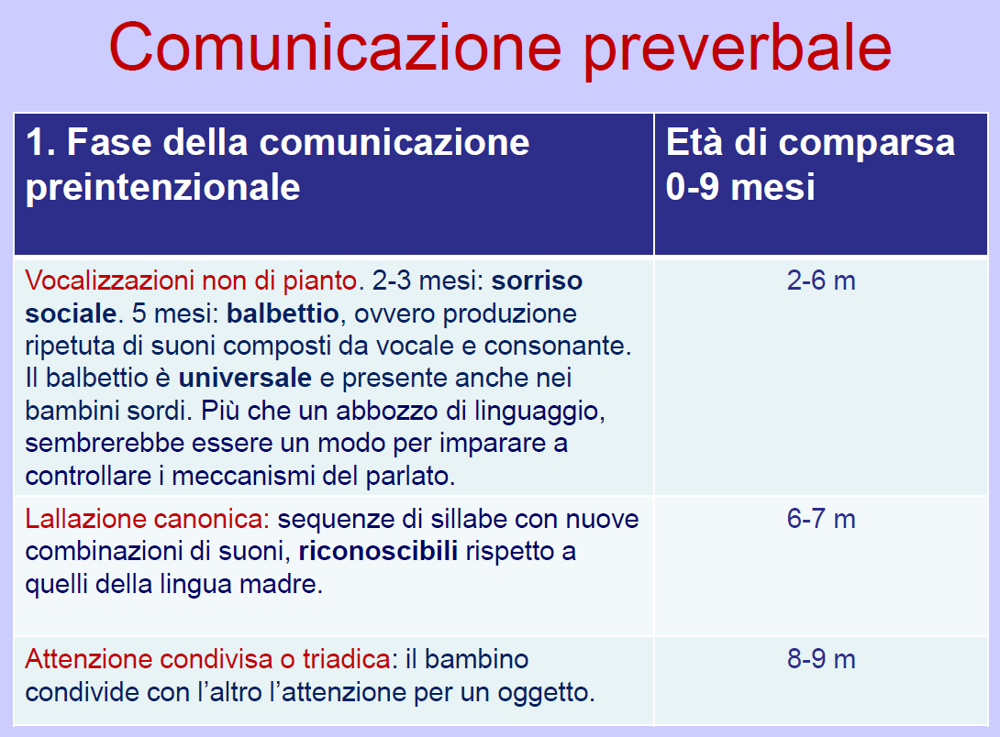 Comunicazione preverbale
1. Fase della comunicazione
preintenzionale
Età di comparsa
0-9 mesi
Vocalizzazioni non di pianto. 2-3 mesi: sorriso
sociale. 5 mesi: balbettio, ovvero produzione
ripetuta di suoni composti da vocale e consonante.
Il balbettio è universale e presente anche nei
bambini sordi. Più che un abbozzo di linguaggio,
sembrerebbe essere un modo per imparare a
controllare i meccanismi del parlato.
2-6 m
Lallazione canonica: sequenze di sillabe con nuove
combinazioni di suoni, riconoscibili rispetto a
quelli della lingua madre.
6-7 m
Attenzione condivisa o triadica: il bambino
condivide con l’altro l’attenzione per un oggetto.
8-9 m